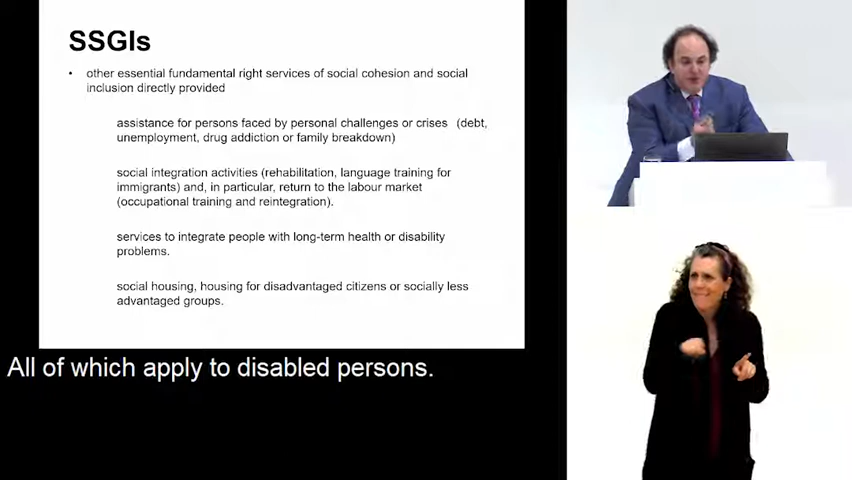 SSGIs
• other essential fundamental right services of social cohesion and social
inclusion directly provided
assistance for persons faced by personal challenges or crises (debt,
unemployment, drug addiction or family breakdown)
social integration activities (rehabilitation, language training for
immigrants) and, in particular, return to the labour market
(occupational training and reintegration).
services to integrate people with long-term health or disability
problems.
social housing, housing for disadvantaged citizens or socially less
advantaged groups.
All of which apply to disabled persons.